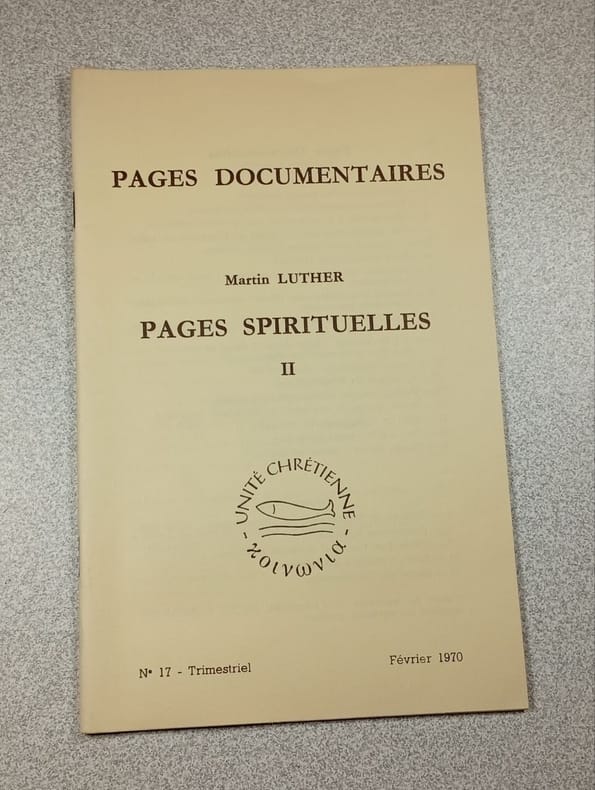 PAGES DOCUMENTAIRES
Martin LUTHER
PAGES SPIRITUELLES
II
- UNITÉ CHRÉTIENNE -
κοινωνια
N° 17 - Trimestriel
Février 1970